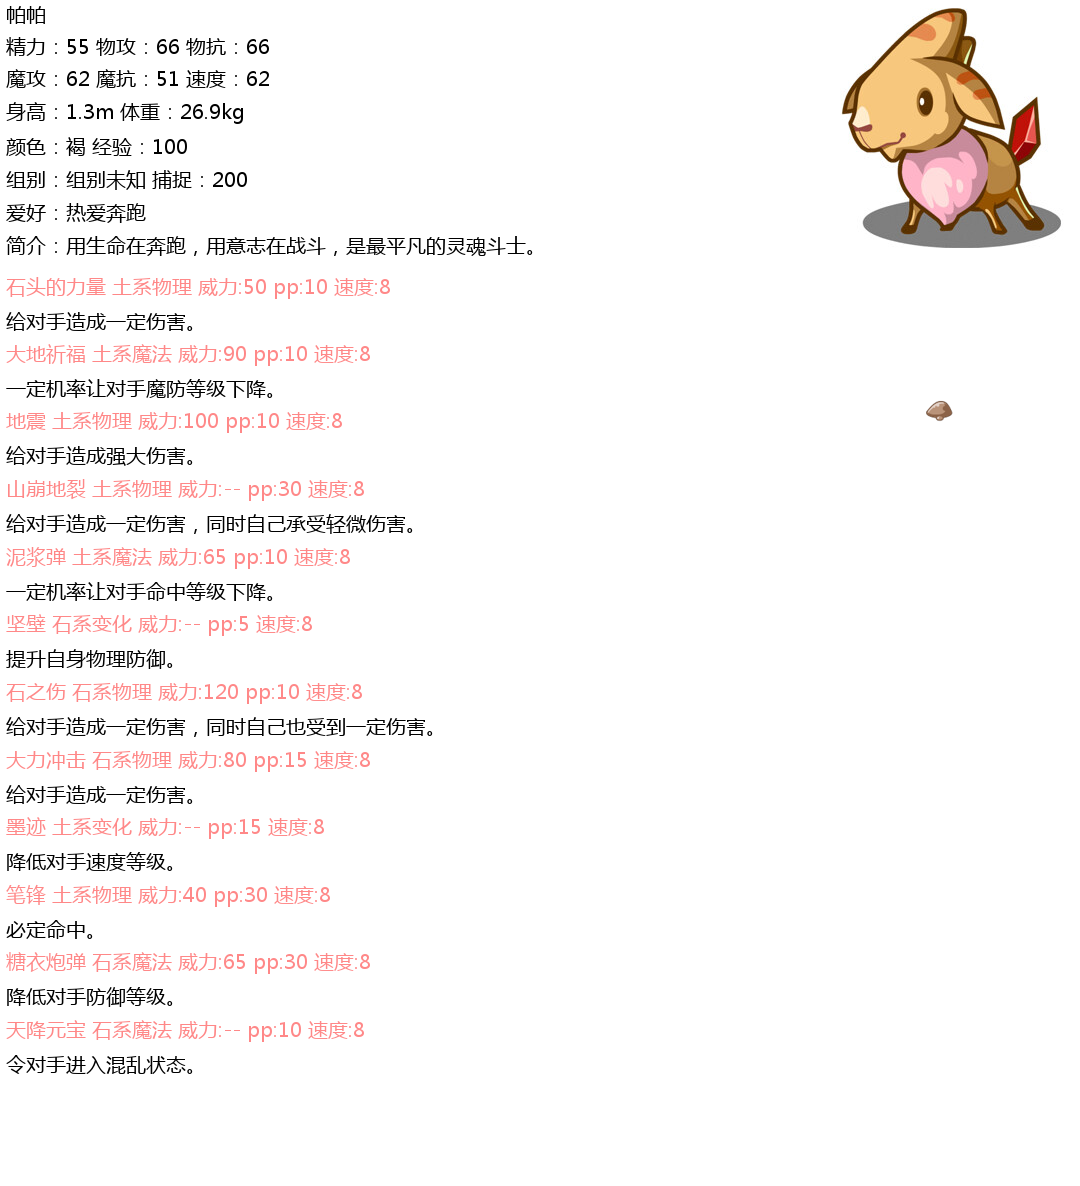 帕帕
精力：55 物攻：66 物抗：66
魔攻：62 魔抗：51 速度：62
身高：1.3m 体重：26.9kg
颜色：褐 经验：100
组别：组别未知 捕捉：200
爱好：热爱奔跑
简介：用生命在奔跑，用意志在战斗，是最平凡的灵魂斗士。
石头的力量 土系物理 威力:50 pp:10 速度:8
给对手造成一定伤害。
大地祈福 土系魔法 威力:90 pp:10 速度:8
一定机率让对手魔防等级下降。
地震 土系物理 威力:100 pp:10 速度:8
给对手造成强大伤害。
山崩地裂 土系物理 威力:-- pp:30 速度:8
给对手造成一定伤害，同时自己承受轻微伤害。
泥浆弹 土系魔法 威力:65 pp:10 速度:8
一定机率让对手命中等级下降。
坚壁 石系变化 威力:-- pp:5 速度:8
提升自身物理防御。
石之伤 石系物理 威力:120 pp:10 速度:8
给对手造成一定伤害，同时自己也受到一定伤害。
大力冲击 石系物理 威力:80 pp:15 速度:8
给对手造成一定伤害。
墨迹 土系变化 威力:-- pp:15 速度:8
降低对手速度等级。
笔锋 土系物理 威力:40 pp:30 速度:8
必定命中。
糖衣炮弹 石系魔法 威力:65 pp:30 速度:8
降低对手防御等级。
天降元宝 石系魔法 威力:-- pp:10 速度:8
令对手进入混乱状态。